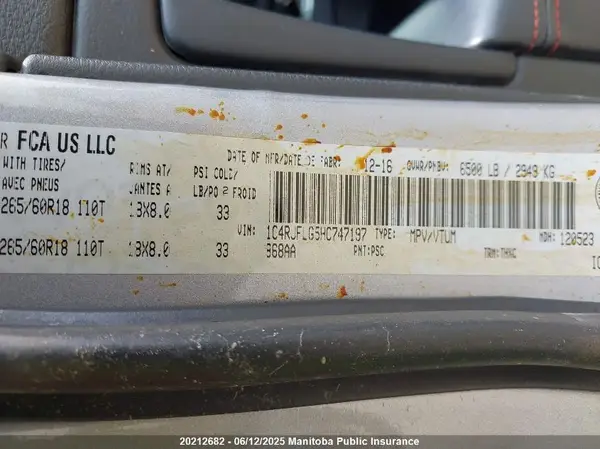 R FCA US LLC
DATE OF MFR/DATE DE FABR: 12-16 GVWR/PNBV: 6500 LB / 2949 KG
WITH TIRES/ RIMS AT/ PSI COLD/
AVEC PNEUS JANTES A LB/PO2 FROID
265/60R18 110T 18X8.0 33
VIN: 1C4RJFLG5HC747197 TYPE: MPV/VTUM MDH: 120523
968AA PNT:PSC TRM:
265/60R18 110T 18X8.0 33
20212682 - 06/12/2025 Manitoba Public Insurance